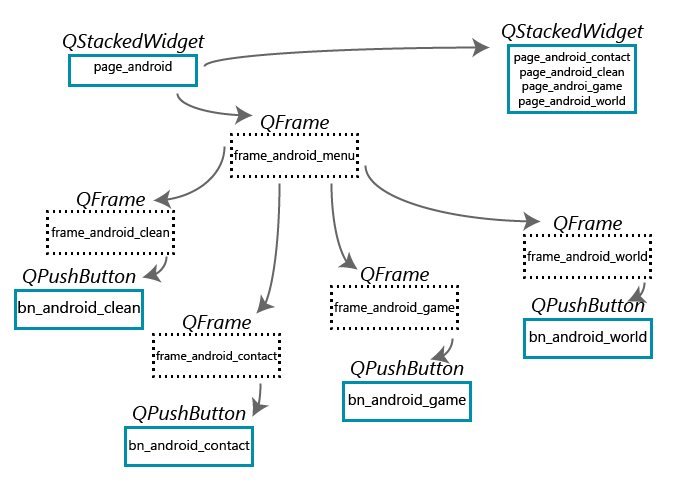 QStackedWidget
page_android
QStackedWidget
page_android_contact
page_android_clean
page_androi_game
page_android_world
QFrame
frame_android_menu
QFrame
frame_android_clean
QPushButton
bn_android_clean
QFrame
frame_android_contact
QPushButton
bn_android_contact
QFrame
frame_android_game
QPushButton
bn_android_game
QFrame
frame_android_world
QPushButton
bn_android_world